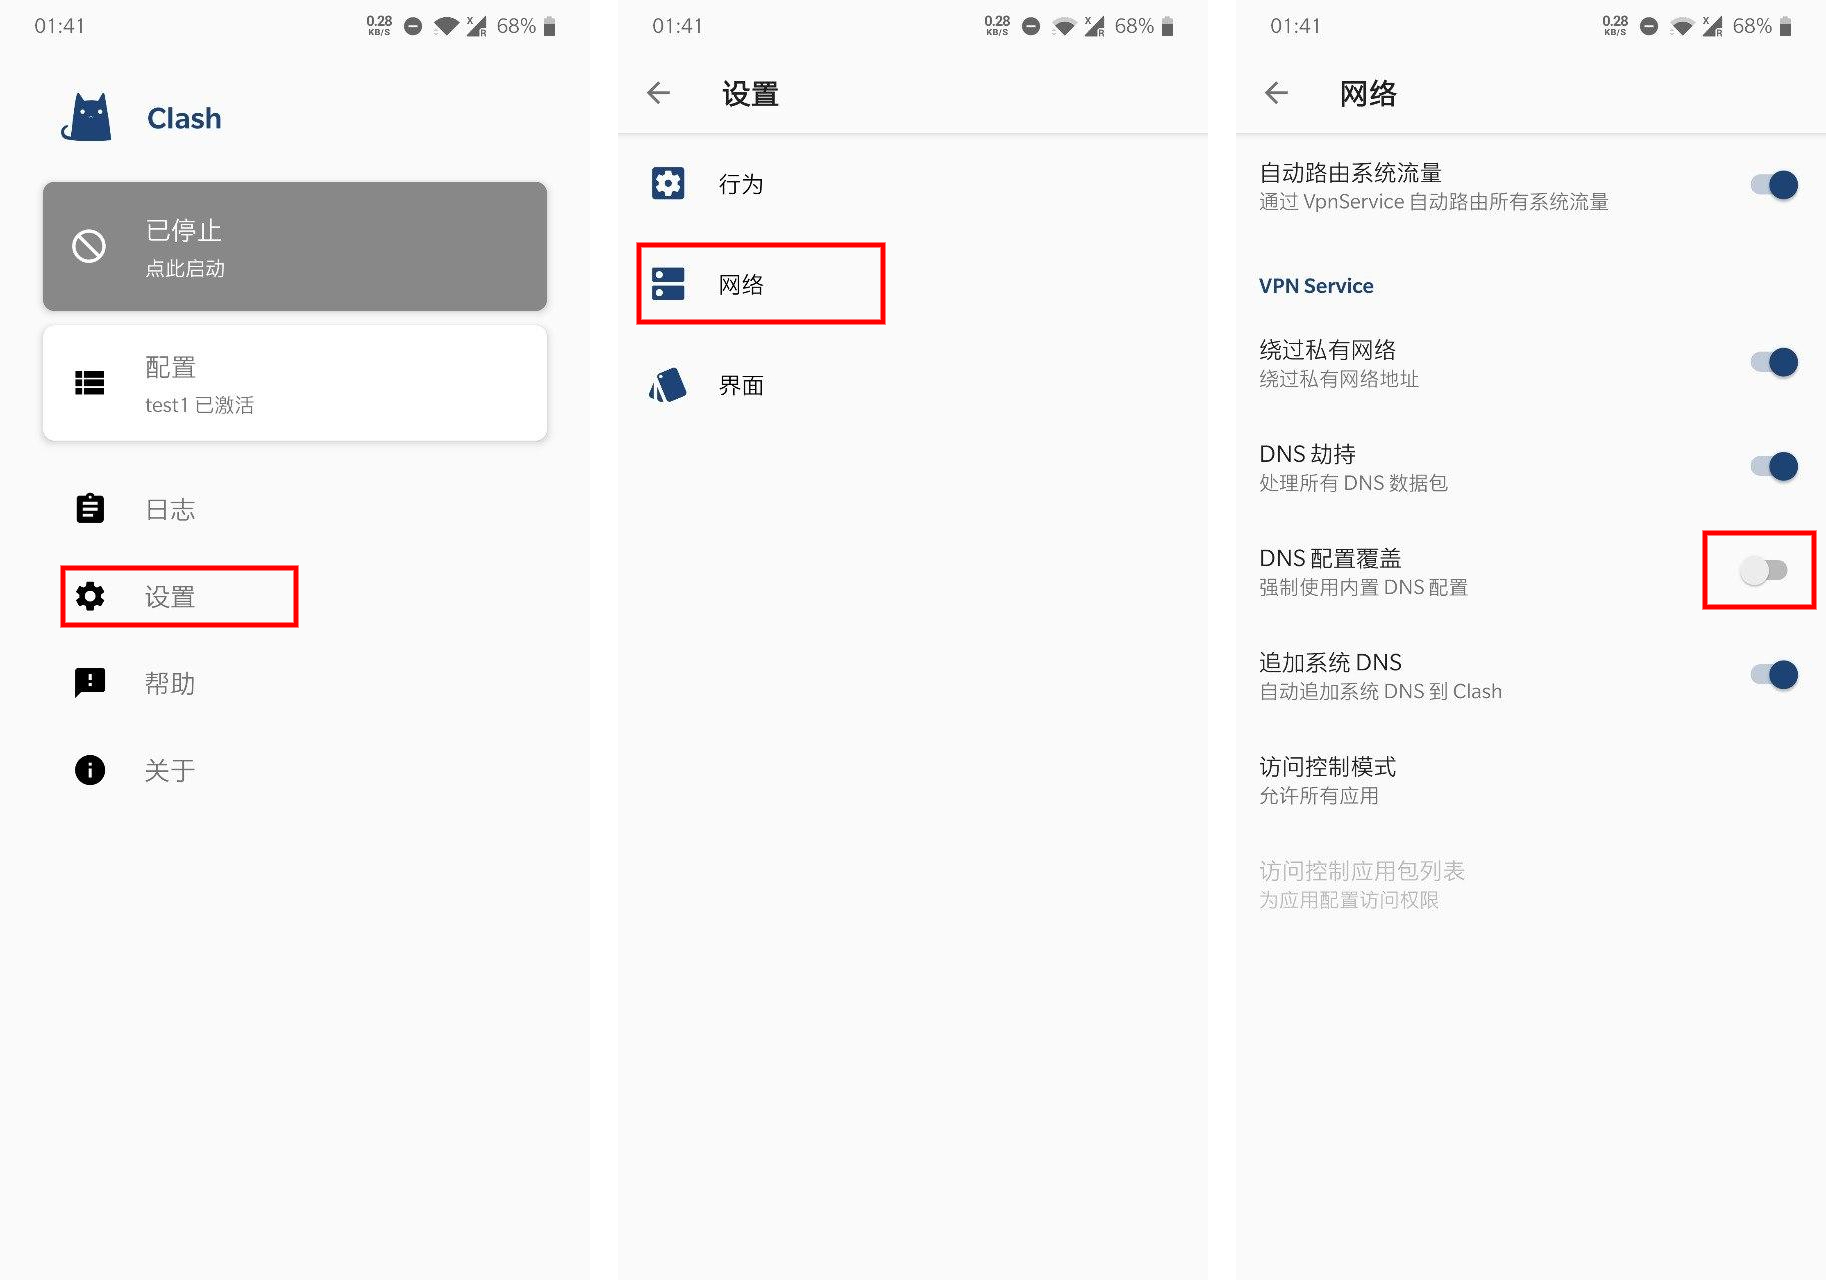 01:41
0.28
KB/S
X
R
68%
Clash
已停止
点此启动
配置
test1 已激活
日志
设置
帮助
关于
01:41
0.28
KB/S
X
R
68%
设置
行为
网络
界面
01:41
0.28
KB/S
X
R
68%
网络
自动路由系统流量
通过 VpnService 自动路由所有系统流量
VPN Service
绕过私有网络
绕过私有网络地址
DNS 劫持
处理所有 DNS 数据包
DNS 配置覆盖
强制使用内置 DNS 配置
追加系统 DNS
自动追加系统 DNS 到 Clash
访问控制模式
允许所有应用
访问控制应用包列表
为应用配置访问权限